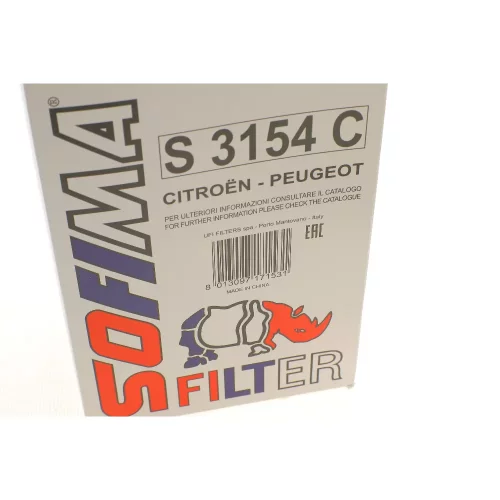 SOFIMA
®
S 3154 C
CITROËN - PEUGEOT
PER ULTERIORI INFORMAZIONI CONSULTARE IL CATALOGO
FOR FURTHER INFORMATION PLEASE CHECK THE CATALOGUE
UFI FILTERS spa - Porto Mantovano - Italy
EAC
8 013097 171531
MADE IN CHINA
FILTER